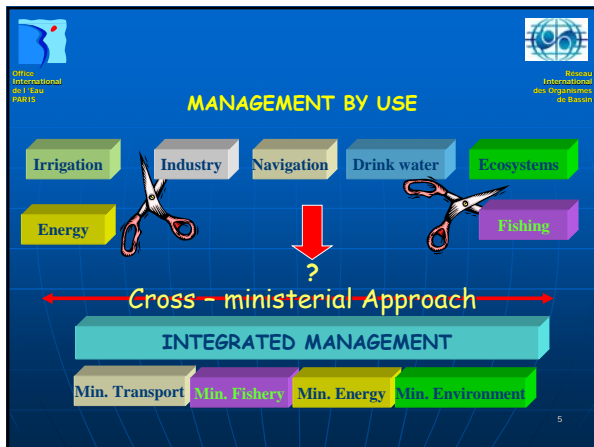 Office
International
de l 'Eau
PARIS
Réseau
International
des Organismes
de Bassin
MANAGEMENT BY USE
Irrigation
Industry
Navigation
Drink water
Ecosystems
Energy
Fishing
?
Cross – ministerial Approach
INTEGRATED MANAGEMENT
Min. Transport
Min. Fishery
Min. Energy
Min. Environment
5